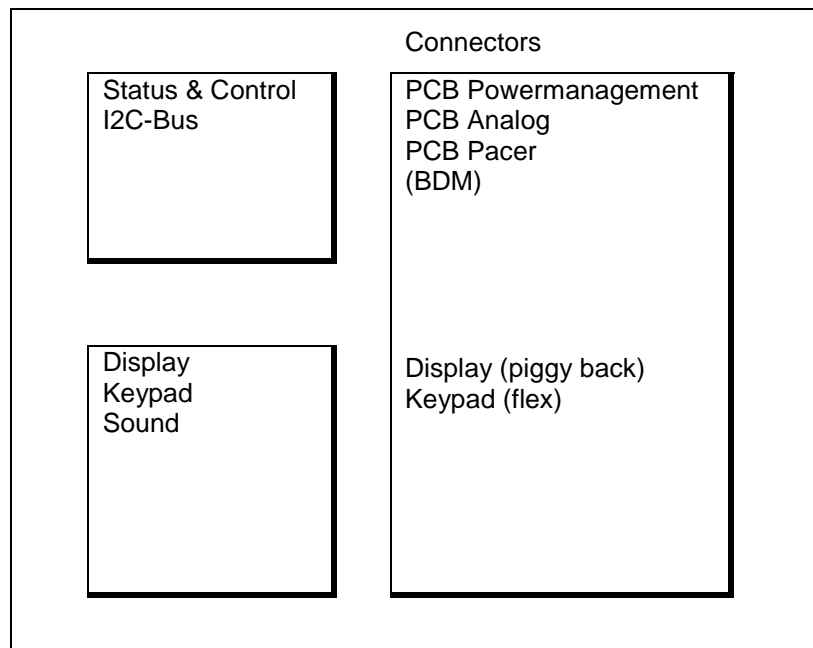 Connectors
Status & Control
I2C-Bus
PCB Powermanagement
PCB Analog
PCB Pacer
(BDM)
Display
Keypad
Sound
Display (piggy back)
Keypad (flex)